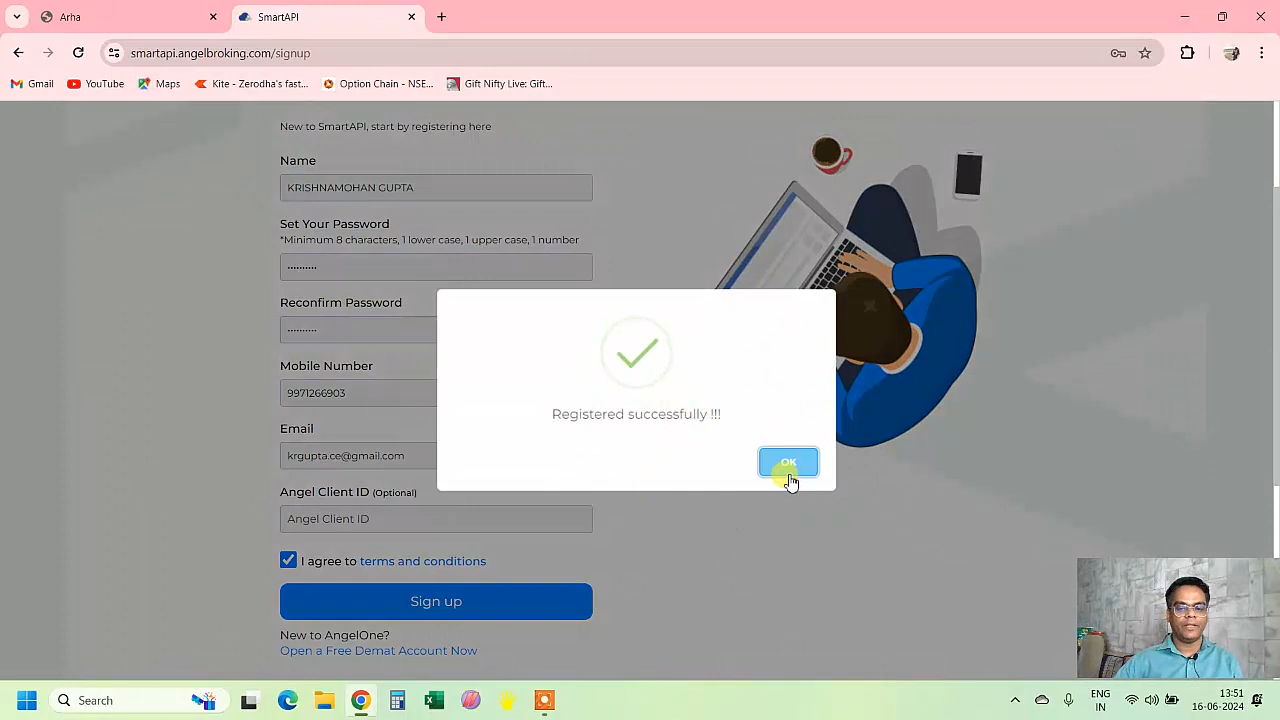 Arha
SmartAPI
smartapi.angelbroking.com/signup
Gmail
YouTube
Maps
Kite - Zerodha's fast...
Option Chain - NSE...
Gift Nifty Live: Gift...
New to SmartAPI, start by registering here
Name
KRISHNAMOHAN GUPTA
Set Your Password
*Minimum 8 characters, 1 lower case, 1 upper case, 1 number
··········
Reconfirm Password
··········
Mobile Number
9971266903
Email
krgupta.ce@gmail.com
Angel Client ID (Optional)
Angel Client ID
I agree to terms and conditions
Sign up
New to AngelOne?
Open a Free Demat Account Now
Registered successfully !!!
OK
Search
ENG
IN
13:51
16-06-2024